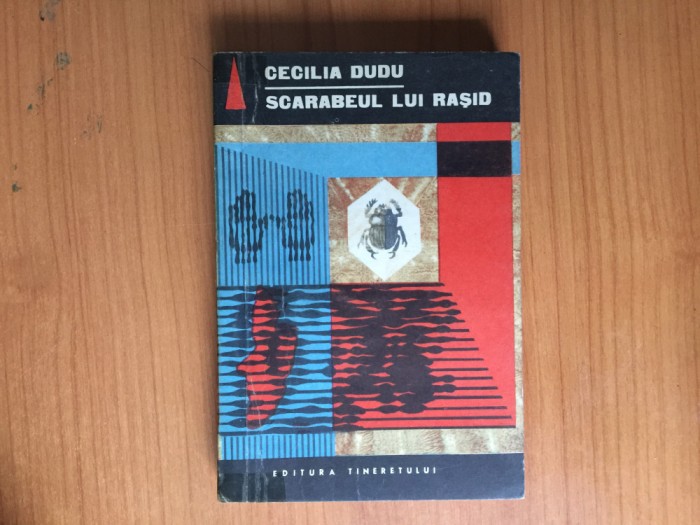 CECILIA DUDU
SCARABEUL LUI RAȘID
EDITURA TINERETULUI